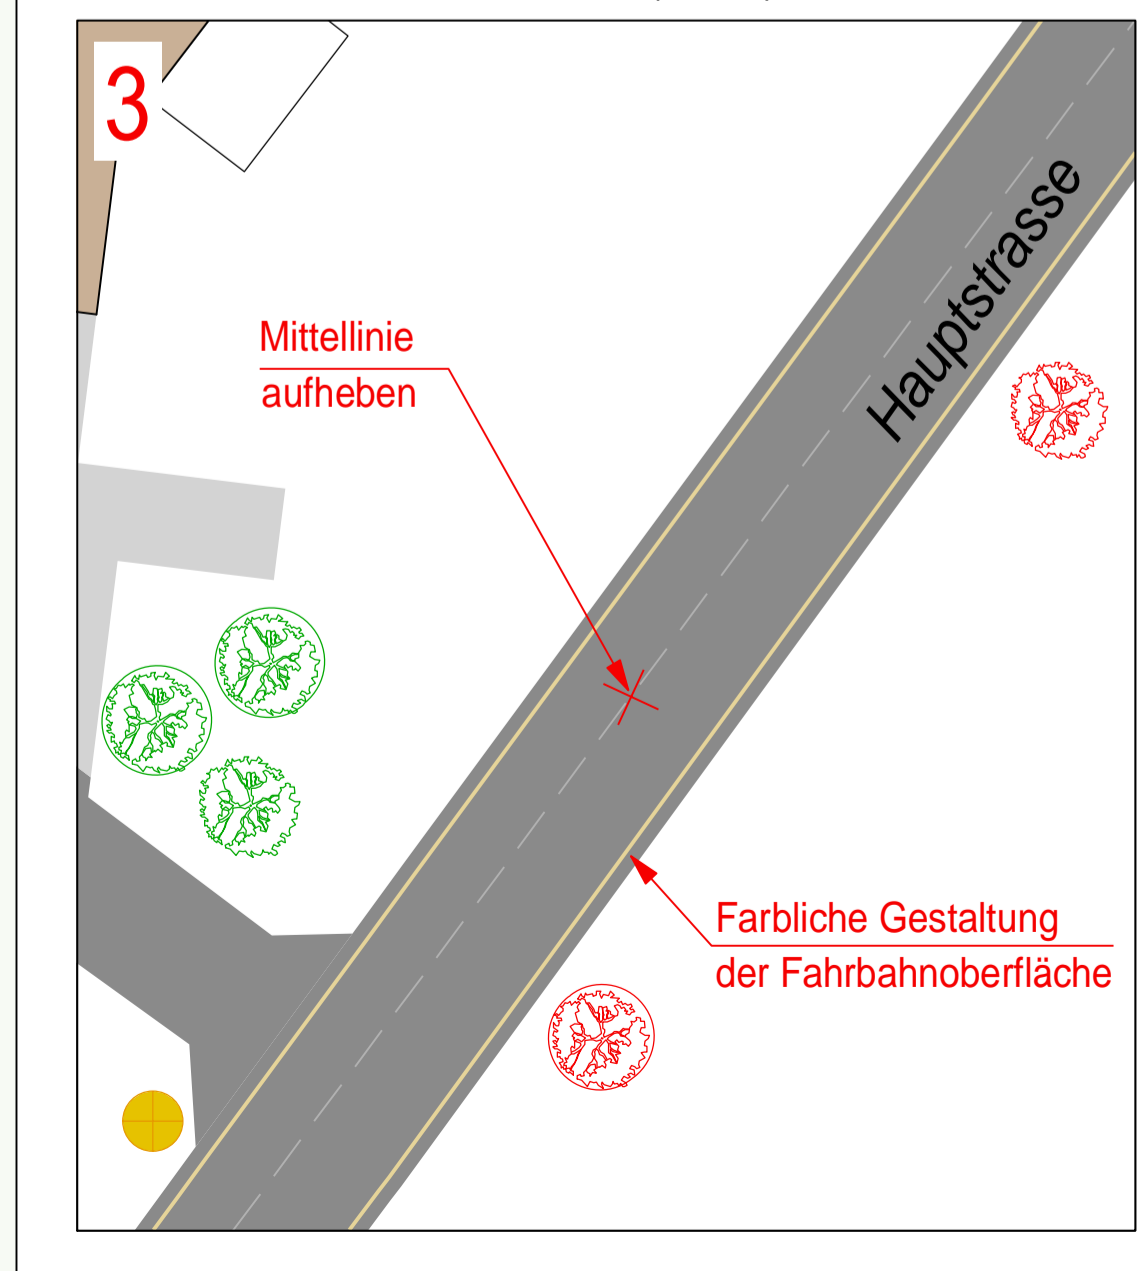 3
Hauptstrasse
Mittellinie
aufheben
Farbliche Gestaltung
der Fahrbahnoberfläche